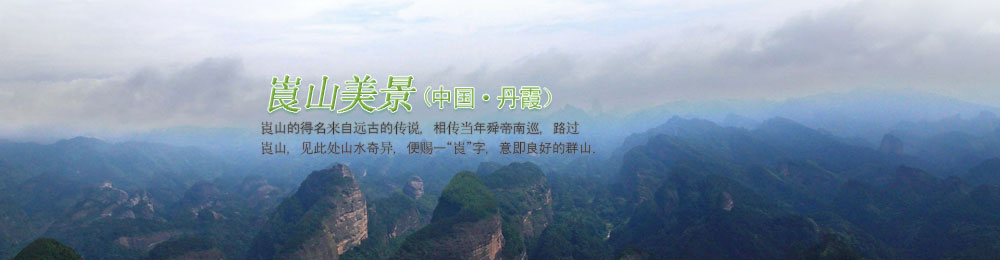 崀山美景(中国·丹霞)
崀山的得名来自远古的传说，相传当年舜帝南巡，路过
崀山，见此处山水奇异，便赐一“崀”字，意即良好的群山.